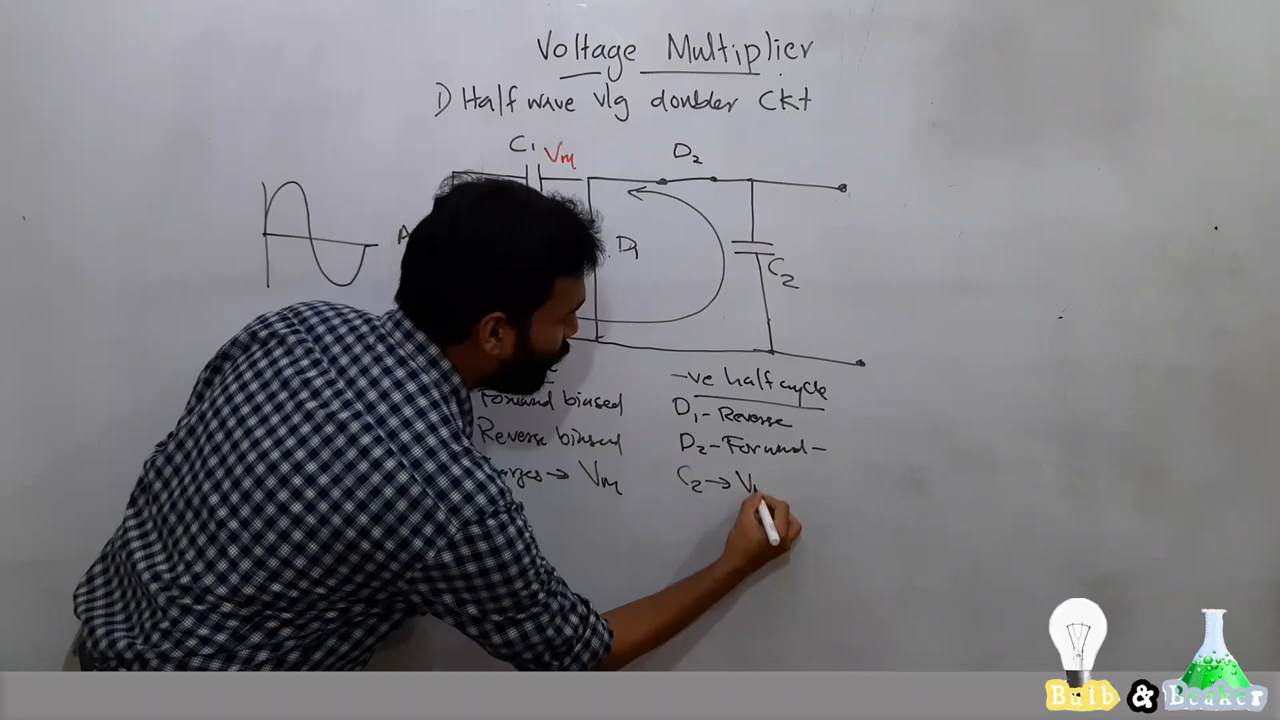 Voltage Multiplier
1) Half wave vlg doubler Ckt
C1 Vm D2
D1
C2
-ve half cycle
Forward biased
D1-Reverse
Reverse biased
D2-Forward-
→ Vm
C2→V
Bulb & Beaker